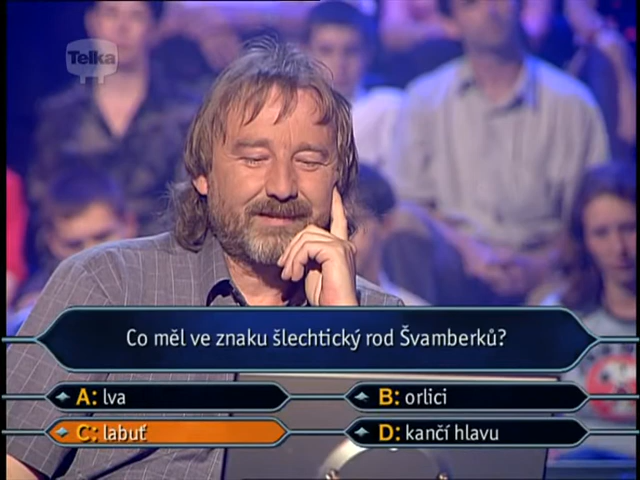 Telka
Co měl ve znaku šlechtický rod Švamberků?
A: lva
B: orlici
C: labuť
D: kančí hlavu